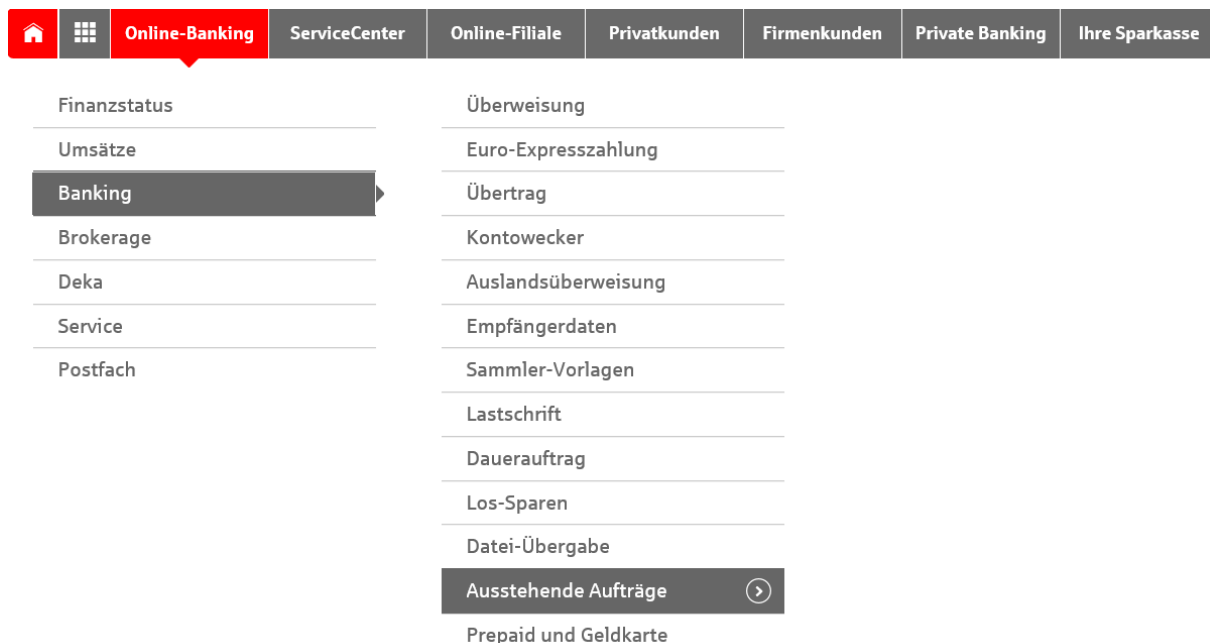 Online-Banking ServiceCenter Online-Filiale Privatkunden Firmenkunden Private Banking Ihre Sparkasse
Finanzstatus
Umsätze
Banking
Brokerage
Deka
Service
Postfach
Überweisung
Euro-Expresszahlung
Übertrag
Kontowecker
Auslandsüberweisung
Empfängerdaten
Sammler-Vorlagen
Lastschrift
Dauerauftrag
Los-Sparen
Datei-Übergabe
Ausstehende Aufträge
Prepaid und Geldkarte